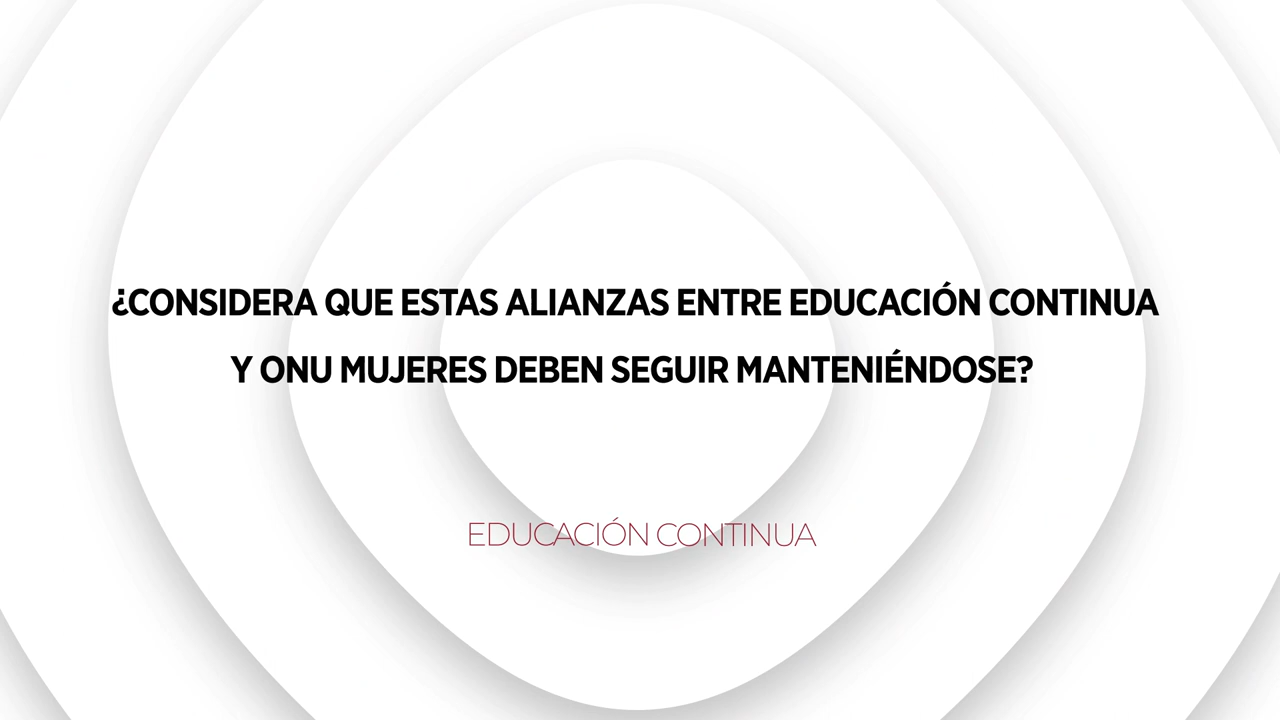 ¿CONSIDERA QUE ESTAS ALIANZAS ENTRE EDUCACIÓN CONTINUA
Y ONU MUJERES DEBEN SEGUIR MANTENIÉNDOSE?
EDUCACIÓN CONTINUA